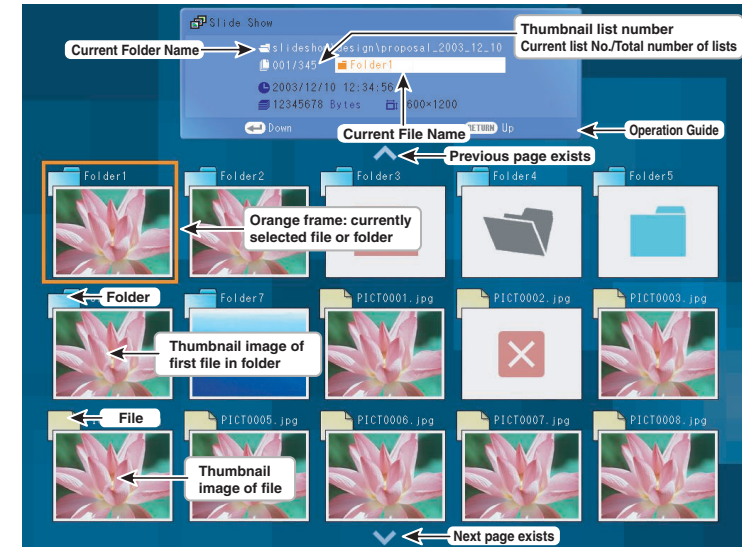 Slide Show
Thumbnail list number
Current list No./Total number of lists
Current Folder Name
slidesho design\proposal_2003_12_10
001/345
Folder1
2003/12/10 12:34:56
12345678 Bytes
600×1200
Down
Current File Name
RETURN Up
Operation Guide
Previous page exists
Folder1
Folder2
Folder3
Folder4
Folder5
Orange frame: currently
selected file or folder
Folder
Folder7
PICT0001.jpg
PICT0002.jpg
PICT0003.jpg
Thumbnail image of
first file in folder
File
PICT0005.jpg
PICT0006.jpg
PICT0007.jpg
PICT0008.jpg
Thumbnail
image of file
Next page exists